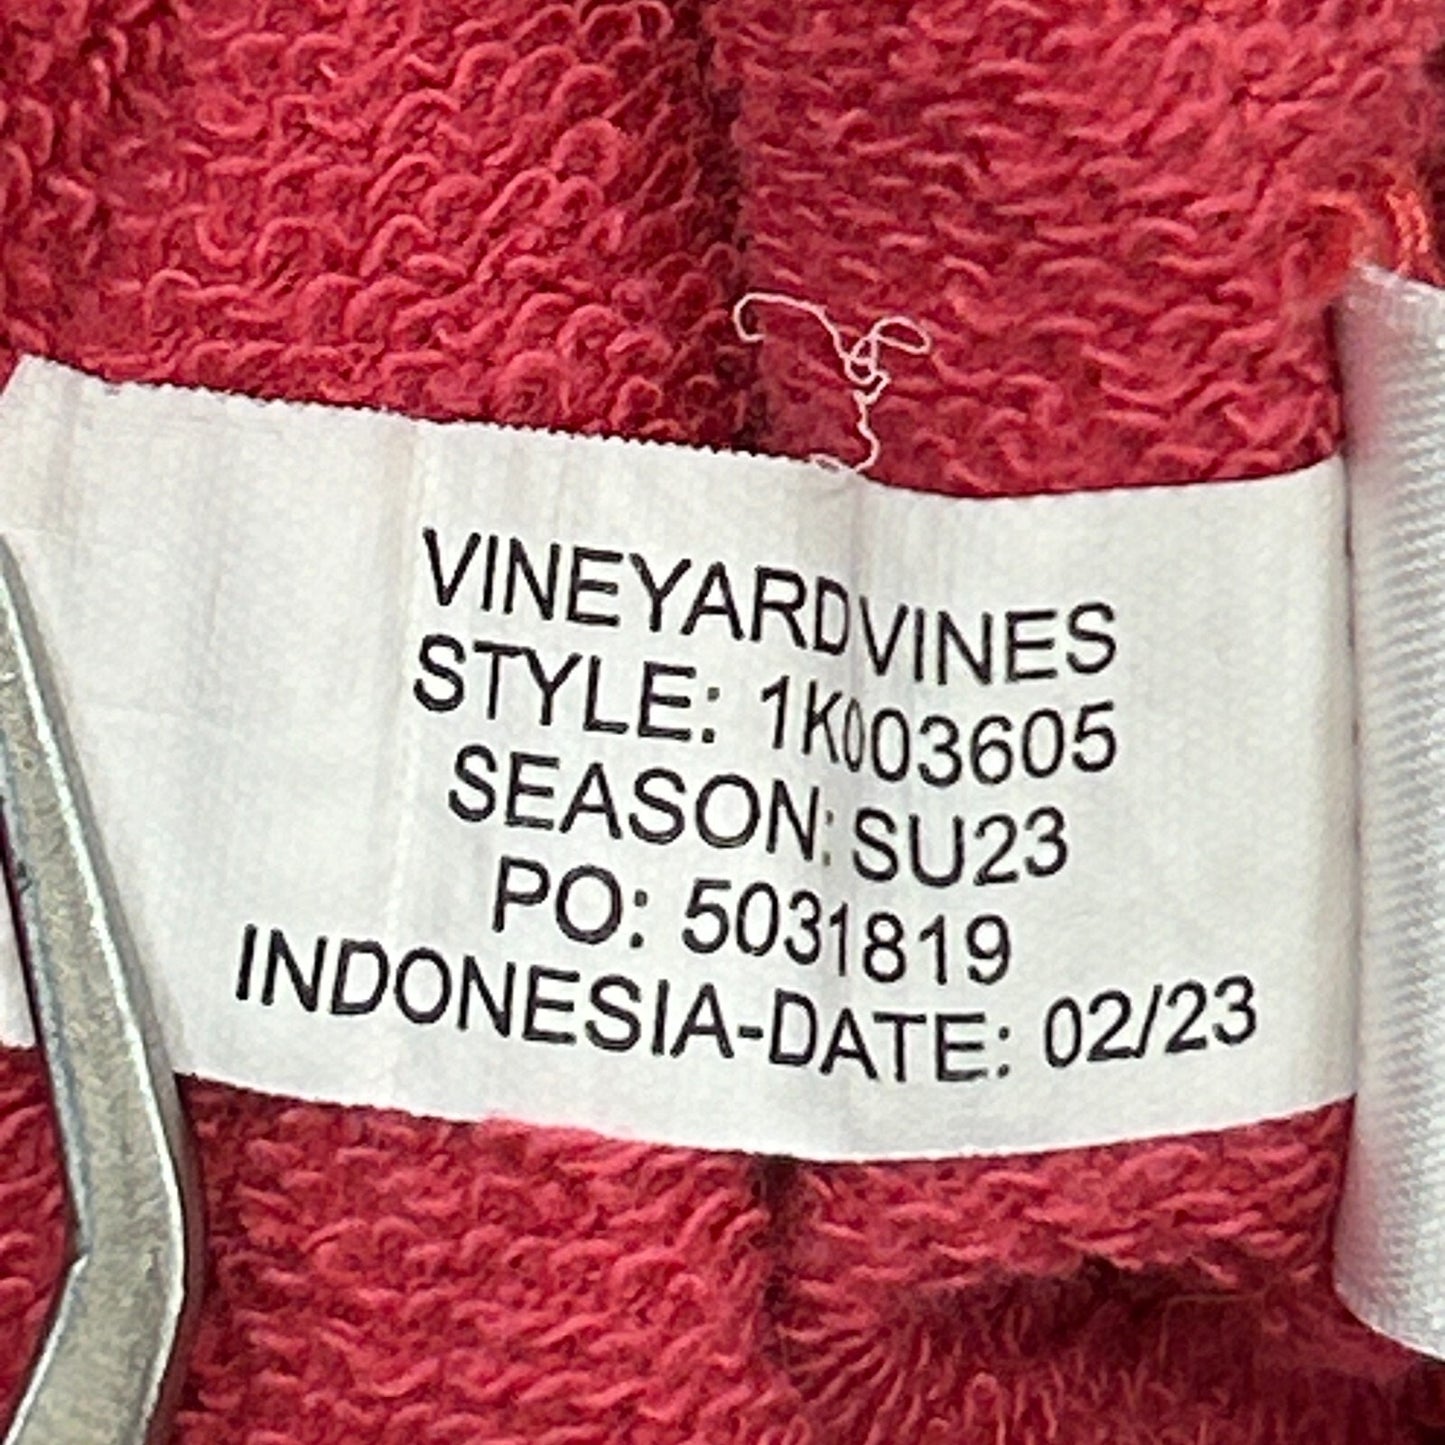 VINEYARDVINES
STYLE: 1K003605
SEASON: SU23
PO: 5031819
INDONESIA-DATE: 02/23